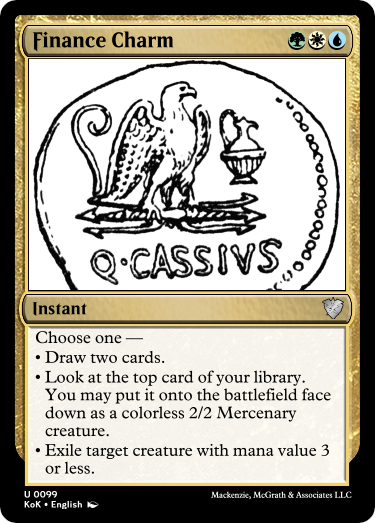 Finance Charm
Q·CASSIVS
Instant
Choose one —
• Draw two cards.
• Look at the top card of your library.
You may put it onto the battlefield face
down as a colorless 2/2 Mercenary
creature.
• Exile target creature with mana value 3
or less.
U 0099
KoK • English
Mackenzie, McGrath & Associates LLC